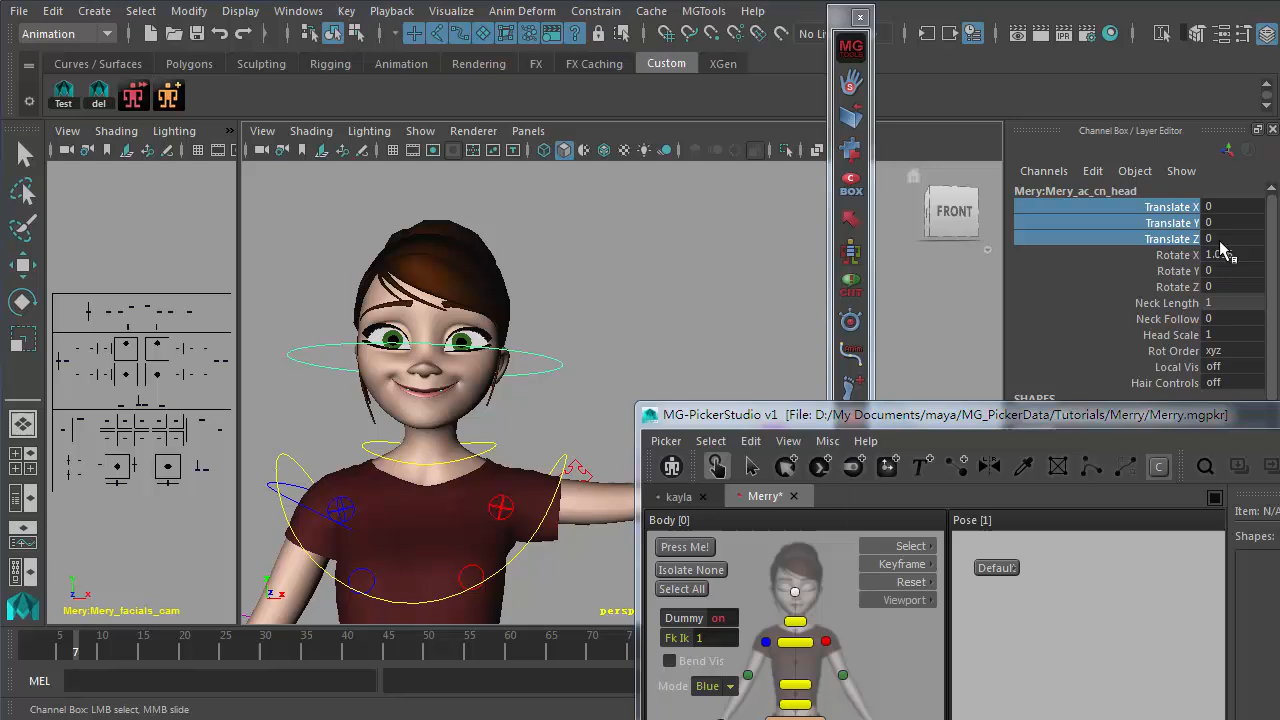 File Edit Create Select Modify Display Windows Key Playback Visualize Anim Deform Constrain Cache MGTools Help
Animation
No Li
Curves / Surfaces Polygons Sculpting Rigging Animation Rendering FX FX Caching Custom XGen
Test del
MG
TOOLS
S
C
BOX
CNT
View Shading Lighting »
View Shading Lighting Show Renderer Panels
FRONT
Mery:Mery_facials_cam
persp
Channel Box / Layer Editor
Channels Edit Object Show
Mery:Mery_ac_cn_head
Translate X 0
Translate Y 0
Translate Z 0
Rotate X
Rotate Y 0
Rotate Z 0
Neck Length 1
Neck Follow 0
Head Scale 1
Rot Order xyz
Local Vis off
Hair Controls off
SHAPES
MG-PickerStudio v1 [File: D:/My Documents/maya/MG_PickerData/Tutorials/Merry/Merry.mgpkr]
Picker Select Edit View Misc Help
kayla Merry*
Body [0]
Pose [1]
Item: N/A
Shapes:
Press Me!
Isolate None
Select All
Dummy on
Fk Ik 1
Bend Vis
Mode Blue
Select
Keyframe
Reset
Viewport
5 10 15 20 25 30 35 40 45 50 55 60 65 70 75
7
MEL
Channel Box: LMB select, MMB slide